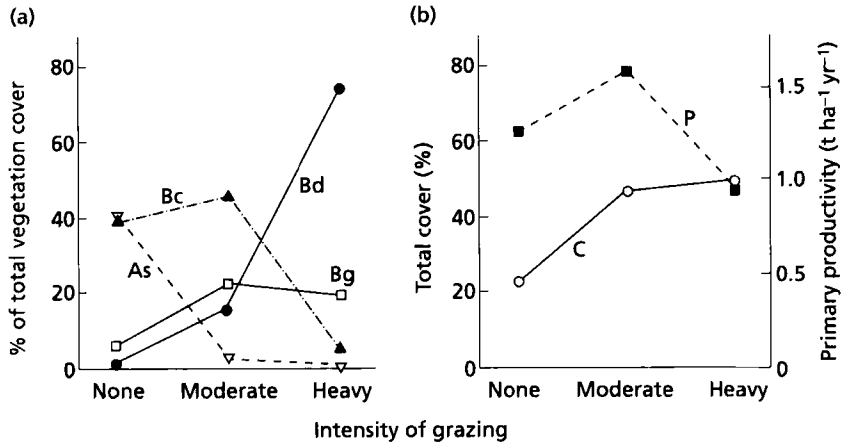 (a)
% of total vegetation cover
80
60
40
20
0
Bc
Bd
As
Bg
None Moderate Heavy
(b)
Total cover (%)
80
60
40
20
0
P
C
1.5
1.0
0.5
0
Primary productivity (t ha⁻¹ yr⁻¹)
None Moderate Heavy
Intensity of grazing